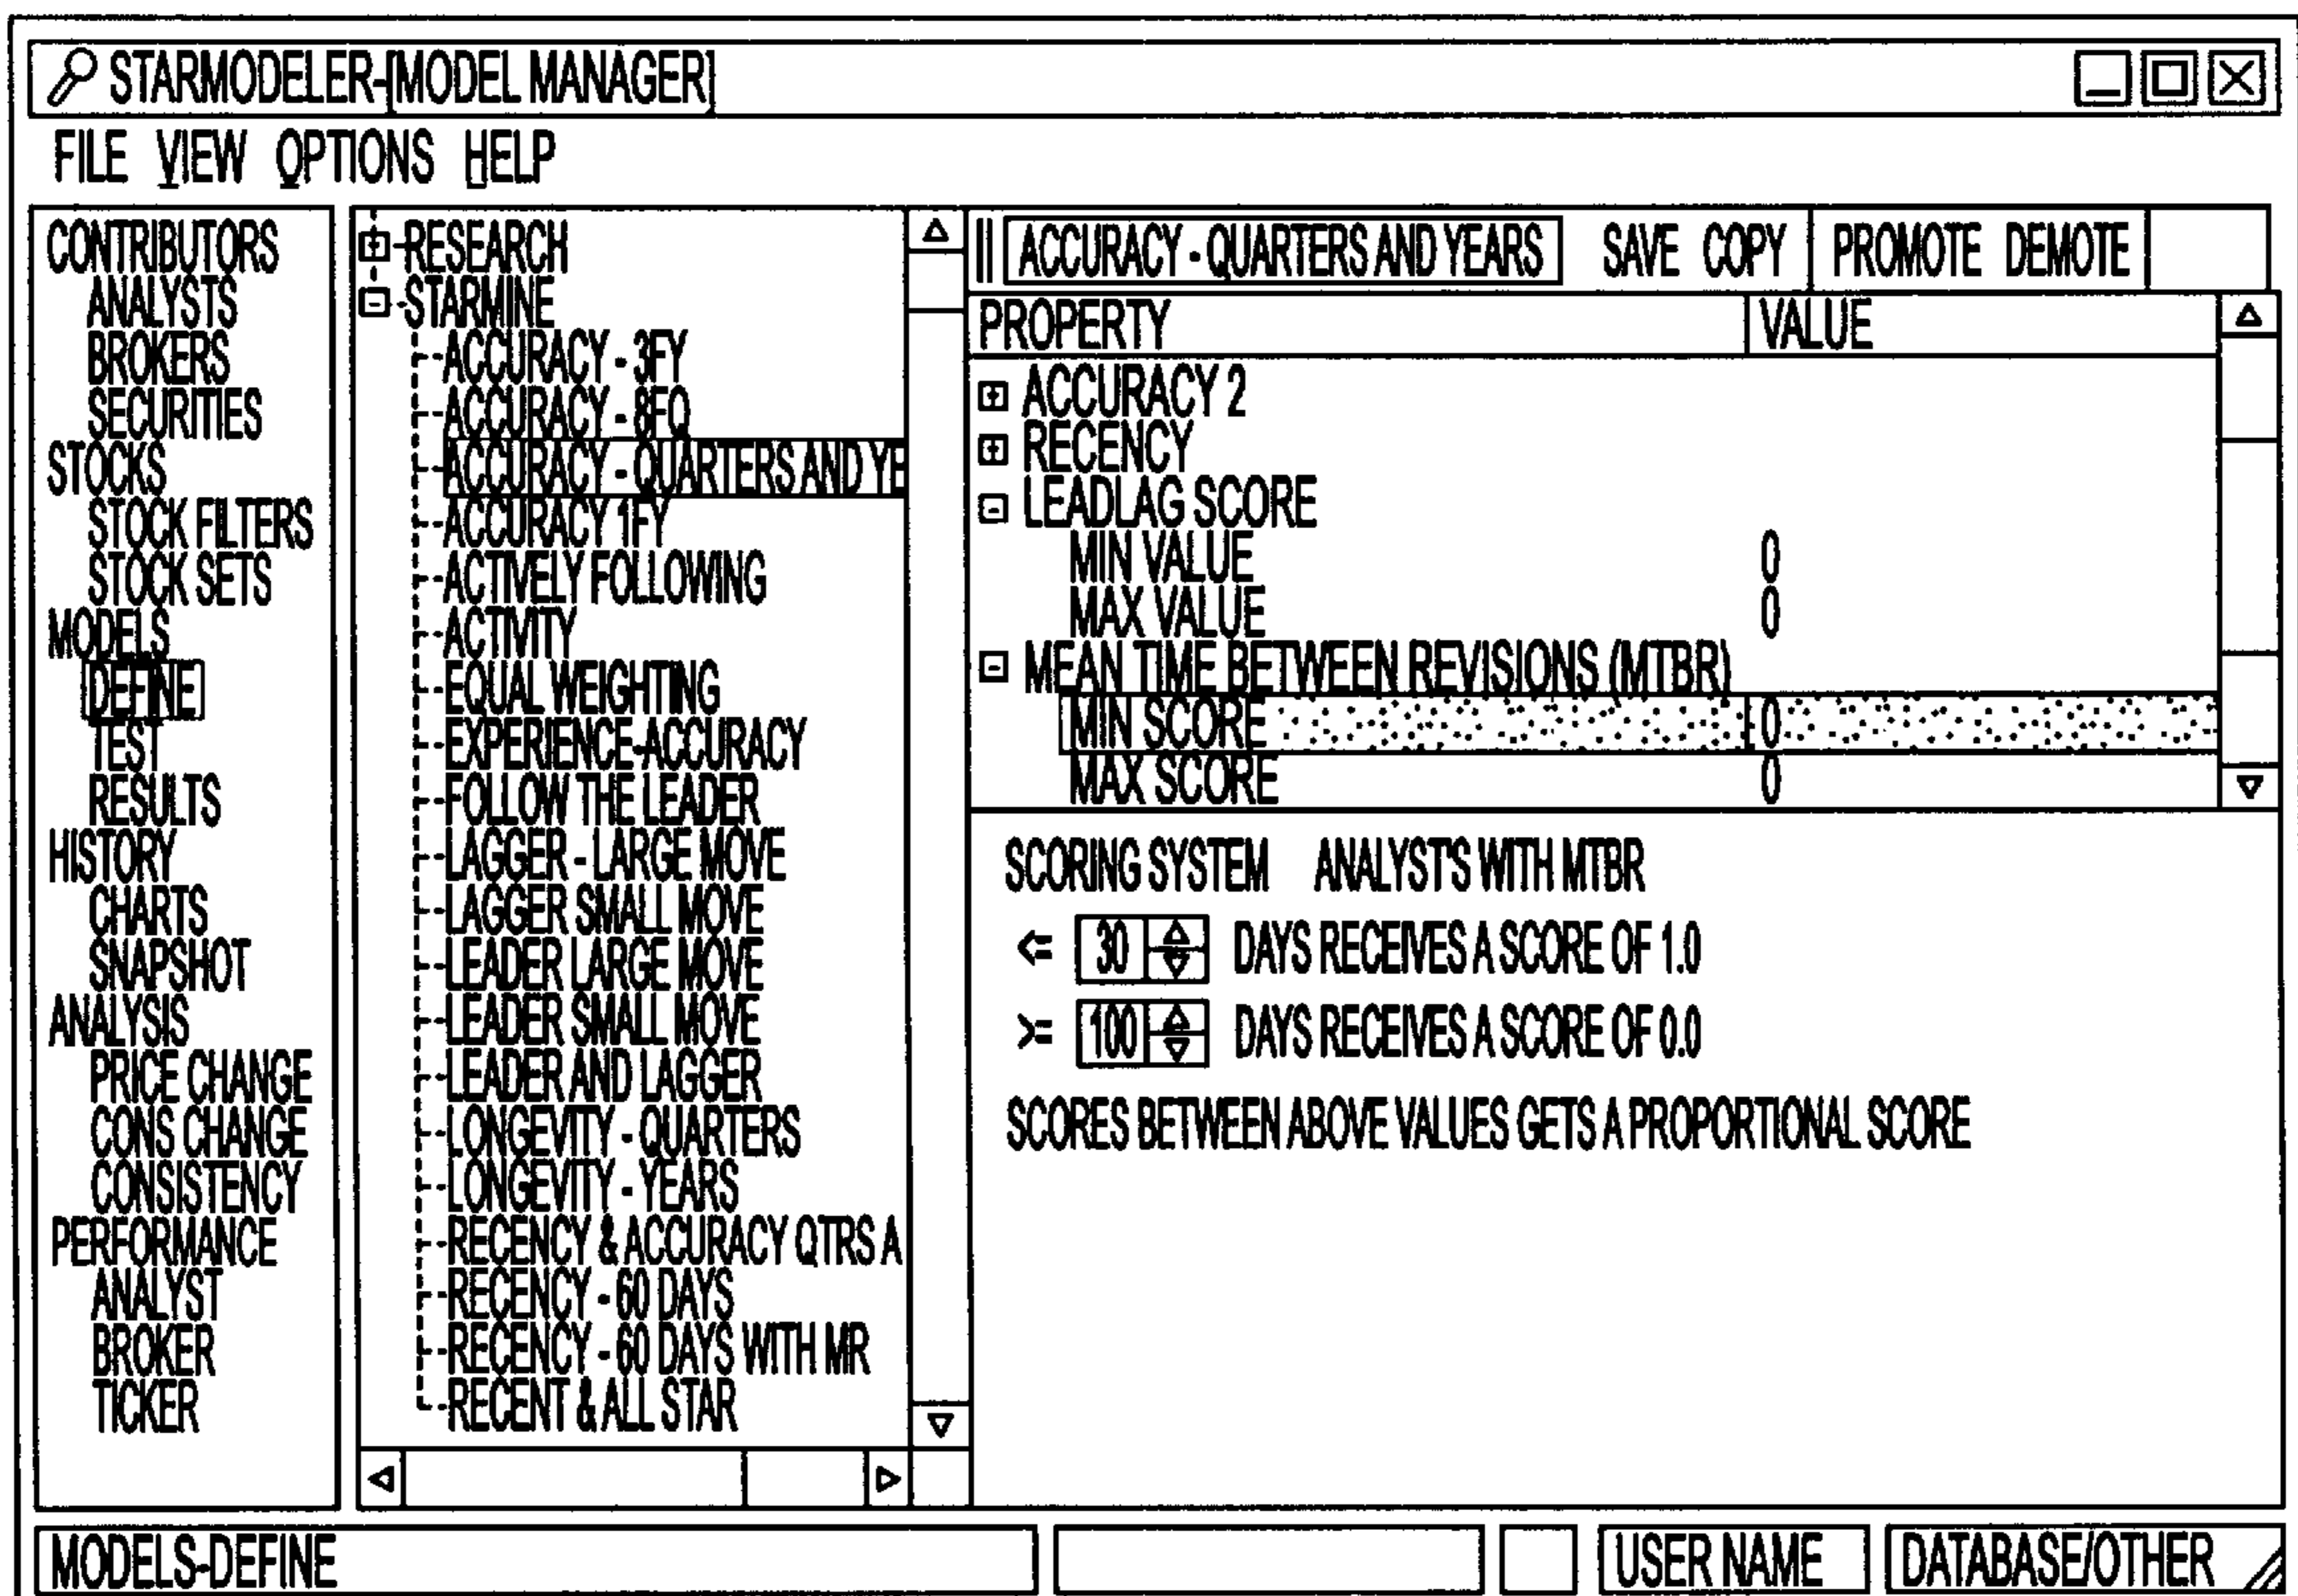 STARMODELER-[MODEL MANAGER]
FILE VIEW OPTIONS HELP
CONTRIBUTORS
ANALYSTS
BROKERS
SECURITIES
STOCKS
STOCK FILTERS
STOCK SETS
MODELS
DEFINE
TEST
RESULTS
HISTORY
CHARTS
SNAPSHOT
ANALYSIS
PRICE CHANGE
CONS CHANGE
CONSISTENCY
PERFORMANCE
ANALYST
BROKER
TICKER
RESEARCH
STARMINE
ACCURACY - 3FY
ACCURACY - 8FQ
ACCURACY - QUARTERS AND YE
ACCURACY 1FY
ACTIVELY FOLLOWING
ACTIVITY
EQUAL WEIGHTING
EXPERIENCE-ACCURACY
FOLLOW THE LEADER
LAGGER - LARGE MOVE
LAGGER SMALL MOVE
LEADER LARGE MOVE
LEADER SMALL MOVE
LEADER AND LAGGER
LONGEVITY - QUARTERS
LONGEVITY - YEARS
RECENCY & ACCURACY QTRS A
RECENCY - 60 DAYS
RECENCY - 60 DAYS WITH MR
RECENT & ALL STAR
ACCURACY - QUARTERS AND YEARS SAVE COPY PROMOTE DEMOTE
PROPERTY VALUE
ACCURACY 2
RECENCY
LEADLAG SCORE
MIN VALUE 0
MAX VALUE 0
MEAN TIME BETWEEN REVISIONS (MTBR)
MIN SCORE 0
MAX SCORE 0
SCORING SYSTEM ANALYST'S WITH MTBR
<= 30 DAYS RECEIVES A SCORE OF 1.0
>= 100 DAYS RECEIVES A SCORE OF 0.0
SCORES BETWEEN ABOVE VALUES GETS A PROPORTIONAL SCORE
MODELS-DEFINE USER NAME DATABASE/OTHER